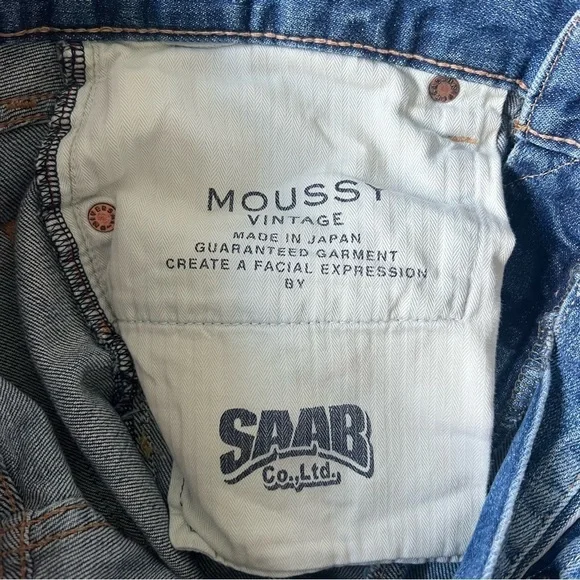 MOUSSY
VINTAGE
MADE IN JAPAN
GUARANTEED GARMENT
CREATE A FACIAL EXPRESSION
BY
SAAB
Co.,Ltd.